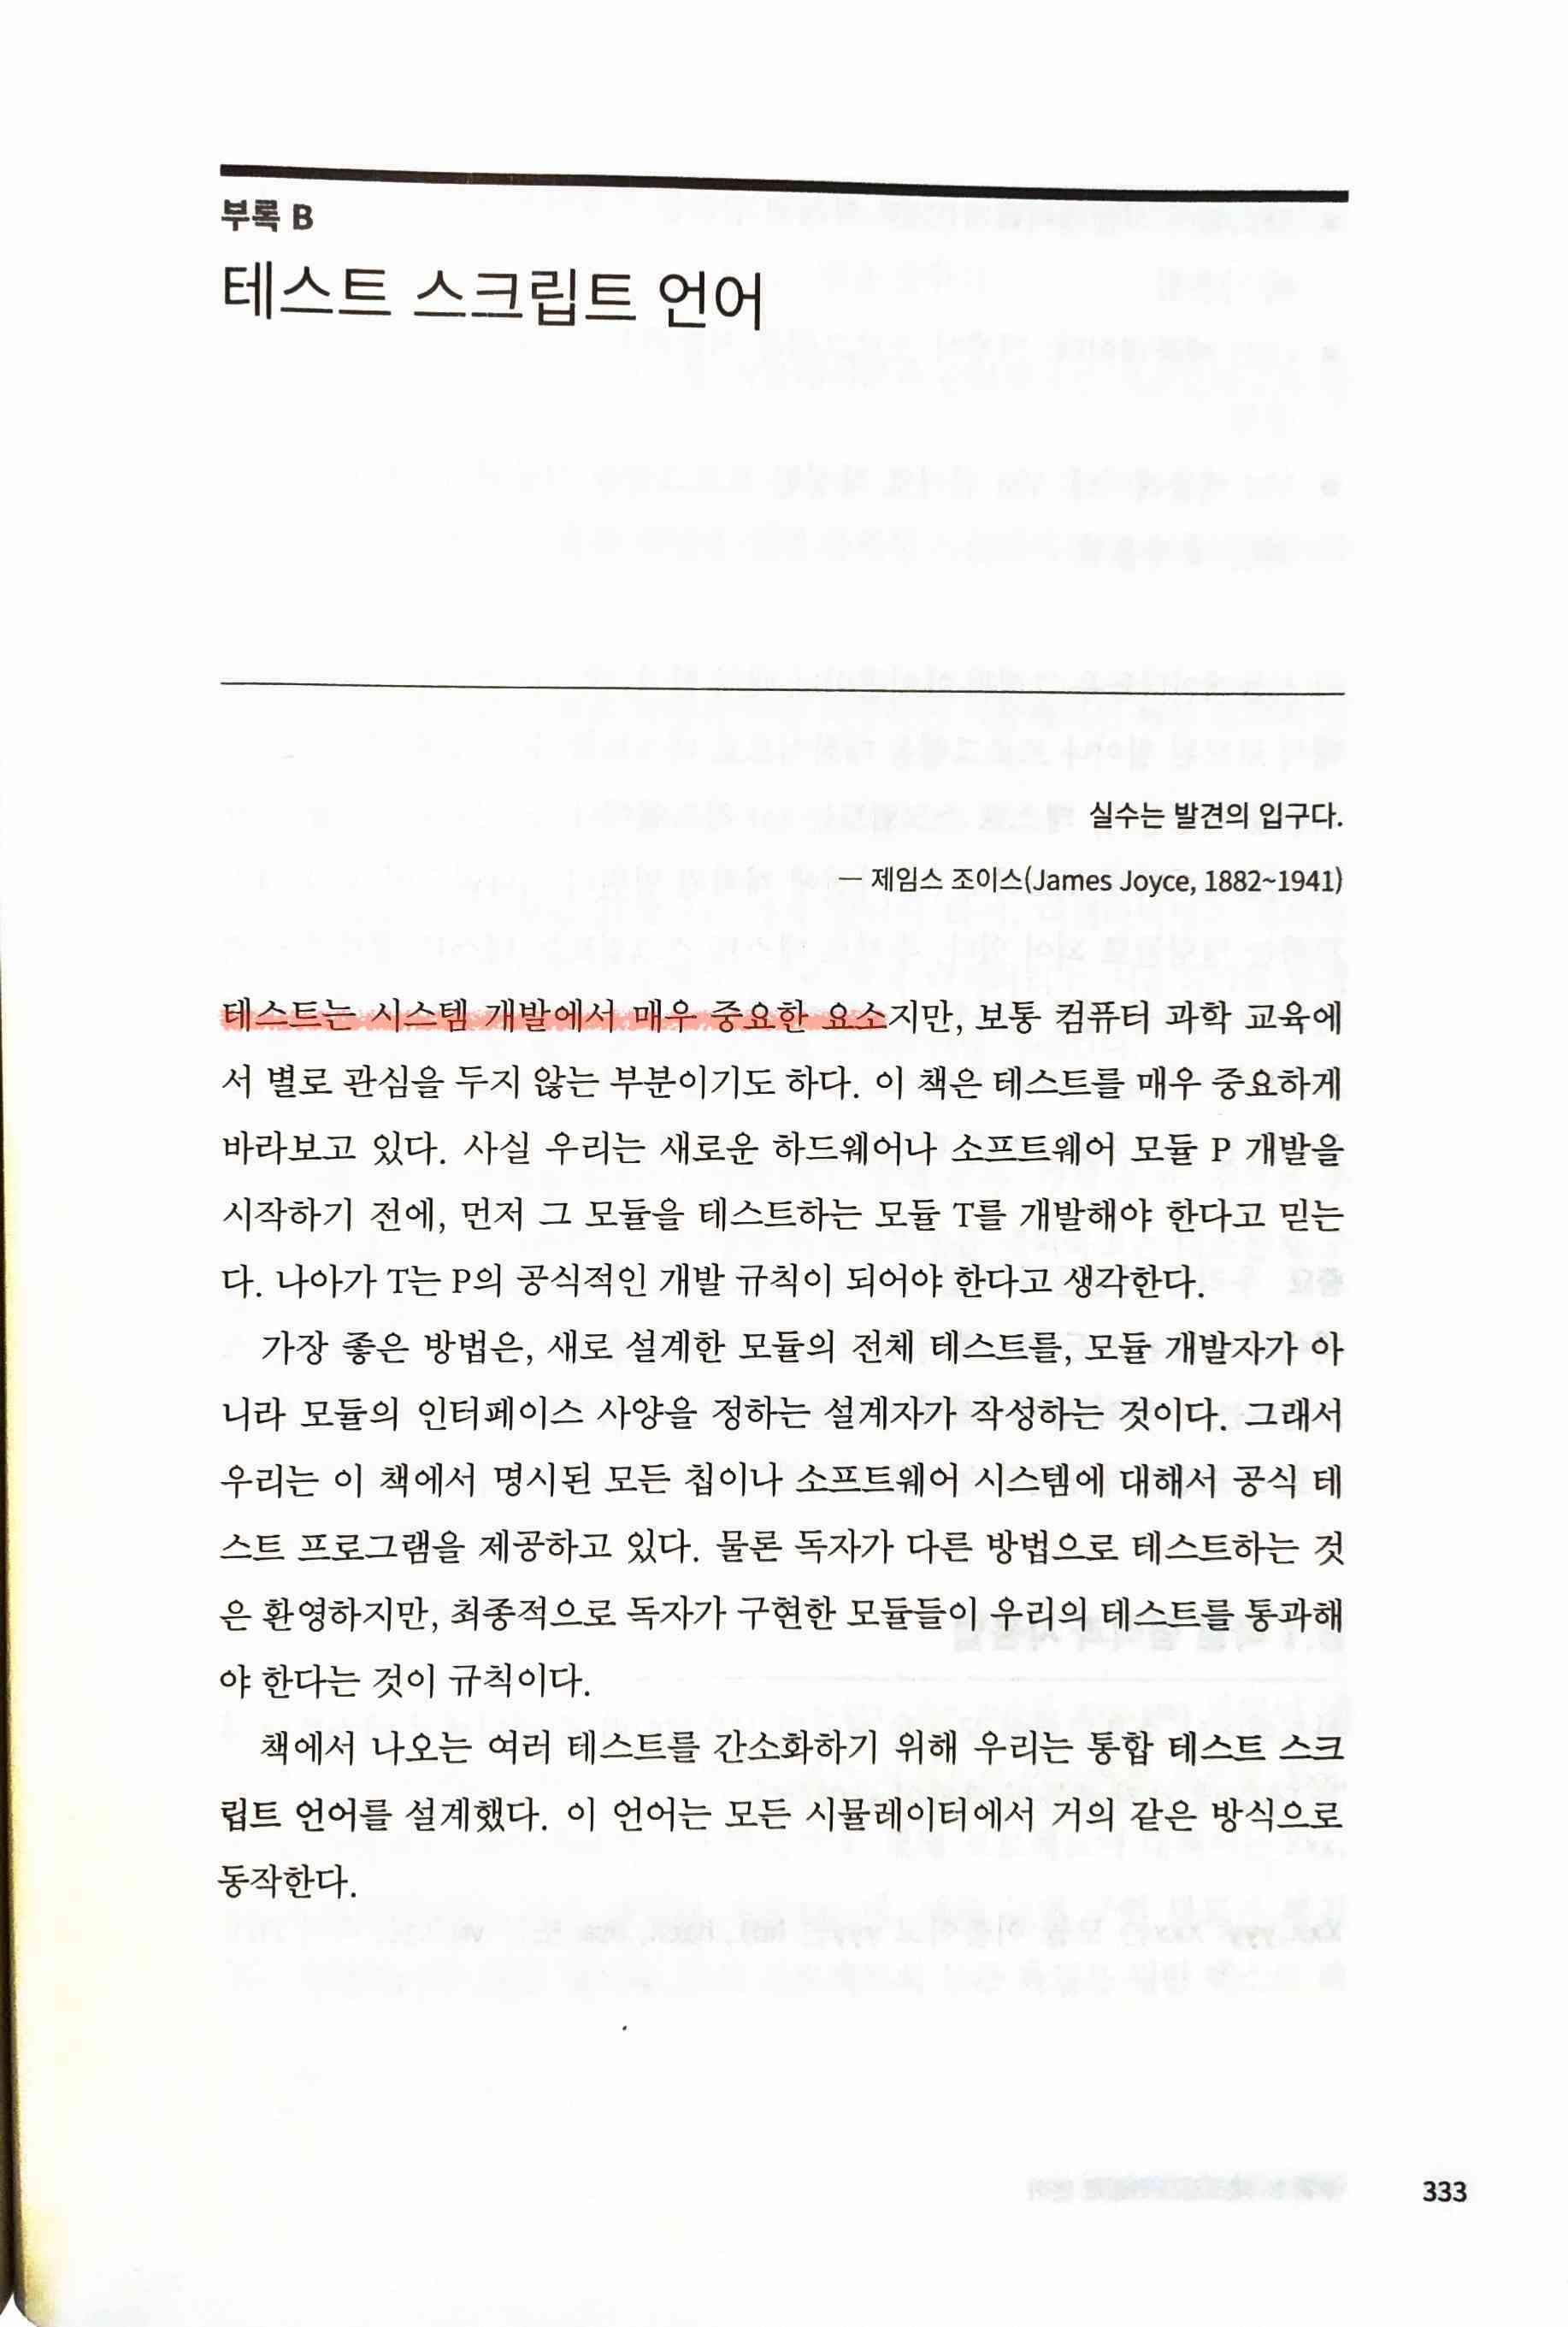 부록 B
테스트 스크립트 언어
실수는 발견의 입구다.
— 제임스 조이스(James Joyce, 1882~1941)
테스트는 시스템 개발에서 매우 중요한 요소지만, 보통 컴퓨터 과학 교육에
서 별로 관심을 두지 않는 부분이기도 하다. 이 책은 테스트를 매우 중요하게
바라보고 있다. 사실 우리는 새로운 하드웨어나 소프트웨어 모듈 P 개발을
시작하기 전에, 먼저 그 모듈을 테스트하는 모듈 T를 개발해야 한다고 믿는
다. 나아가 T는 P의 공식적인 개발 규칙이 되어야 한다고 생각한다.
가장 좋은 방법은, 새로 설계한 모듈의 전체 테스트를, 모듈 개발자가 아
니라 모듈의 인터페이스 사양을 정하는 설계자가 작성하는 것이다. 그래서
우리는 이 책에서 명시된 모든 칩이나 소프트웨어 시스템에 대해서 공식 테
스트 프로그램을 제공하고 있다. 물론 독자가 다른 방법으로 테스트하는 것
은 환영하지만, 최종적으로 독자가 구현한 모듈들이 우리의 테스트를 통과해
야 한다는 것이 규칙이다.
책에서 나오는 여러 테스트를 간소화하기 위해 우리는 통합 테스트 스크
립트 언어를 설계했다. 이 언어는 모든 시뮬레이터에서 거의 같은 방식으로
동작한다.
333